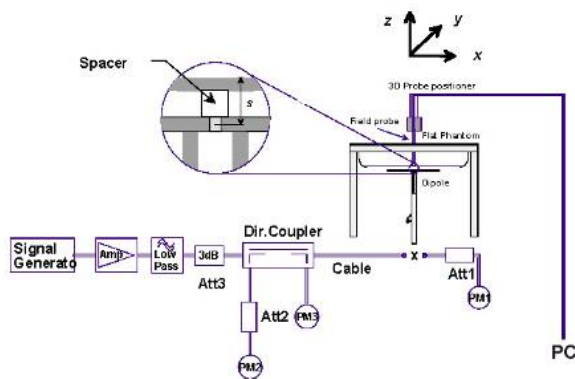 z
y
x
3D Probe positioner
Spacer
s
Field probe
Flat Phantom
Dipole
Dir.Coupler
Signal
Generato
Amp
Low
Pass
3dB
Att3
Cable
x
Att1
PM1
Att2
PM3
PM2
PC